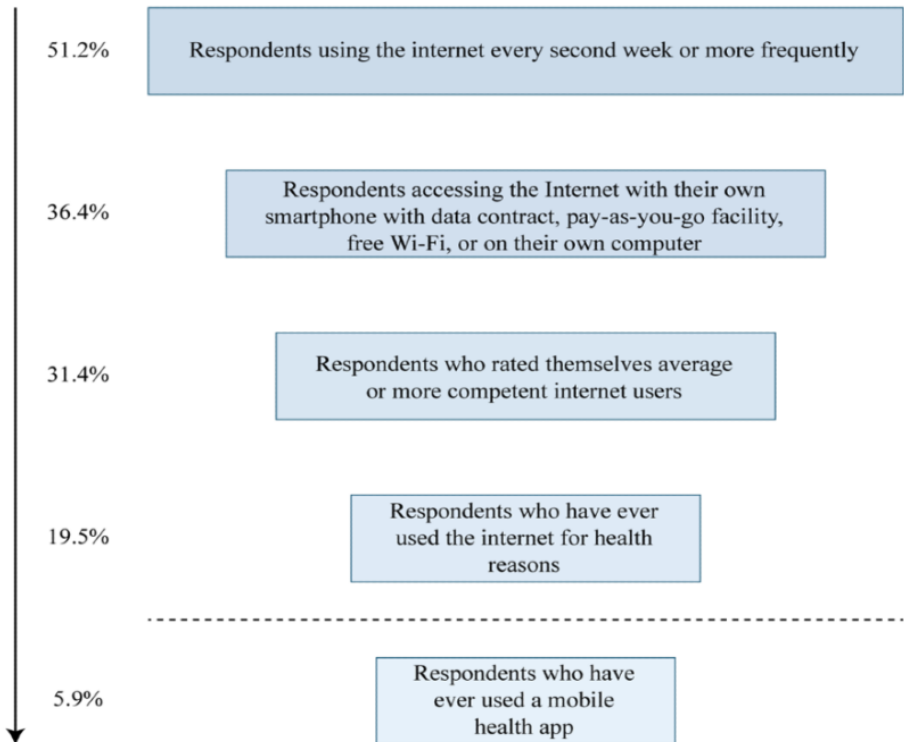 51.2%
Respondents using the internet every second week or more frequently
36.4%
Respondents accessing the Internet with their own
smartphone with data contract, pay-as-you-go facility,
free Wi-Fi, or on their own computer
31.4%
Respondents who rated themselves average
or more competent internet users
19.5%
Respondents who have ever
used the internet for health
reasons
5.9%
Respondents who have
ever used a mobile
health app